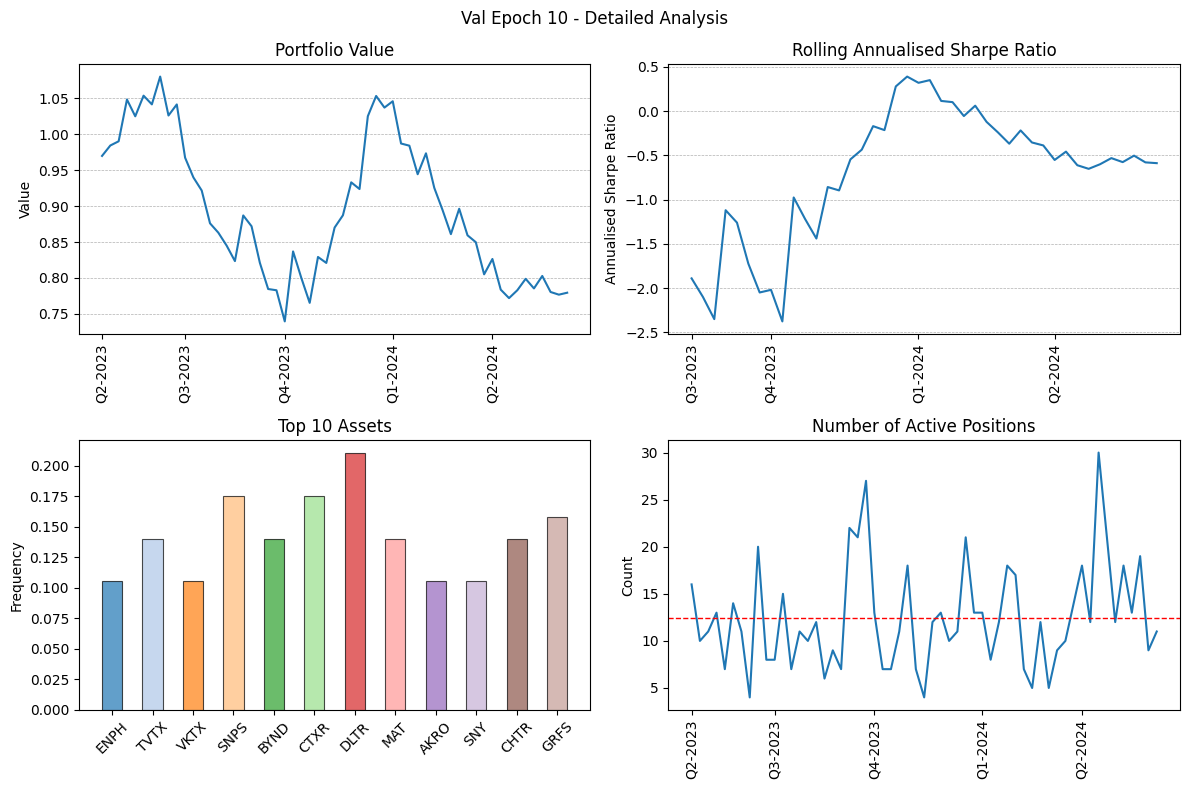 Val Epoch 10 - Detailed Analysis
Portfolio Value
Value
1.05
1.00
0.95
0.90
0.85
0.80
0.75
Q2-2023
Q3-2023
Q4-2023
Q1-2024
Q2-2024
Rolling Annualised Sharpe Ratio
Annualised Sharpe Ratio
0.5
0.0
−0.5
−1.0
−1.5
−2.0
−2.5
Q3-2023
Q4-2023
Q1-2024
Q2-2024
Top 10 Assets
Frequency
0.200
0.175
0.150
0.125
0.100
0.075
0.050
0.025
0.000
ENPH
TVTX
VKTX
SNPS
BYND
CTXR
DLTR
MAT
AKRO
SNY
CHTR
GRFS
Number of Active Positions
Count
30
25
20
15
10
5
Q2-2023
Q3-2023
Q4-2023
Q1-2024
Q2-2024